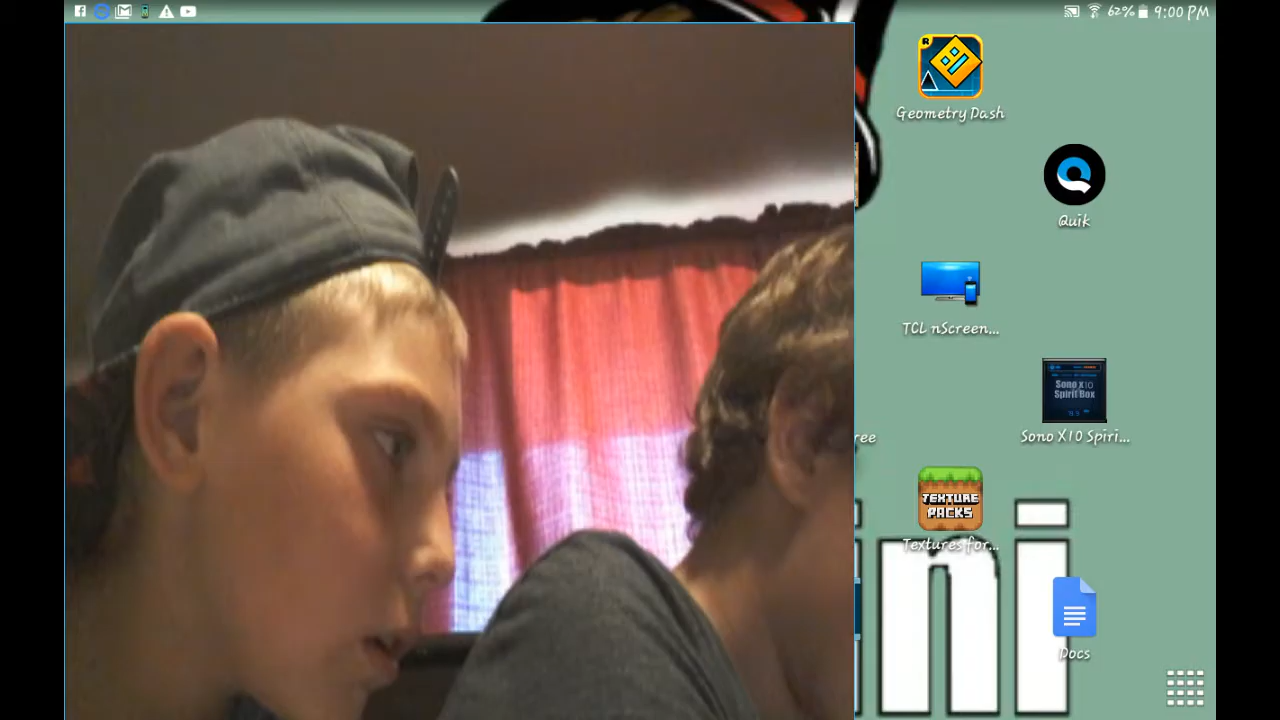 62% 9:00 PM
Geometry Dash
R
Quik
TCL nScreen...
Sono X10
Spirit Box
Sono X10 Spiri...
ree
TEXTURE
PACKS
Textures for...
ini
Docs